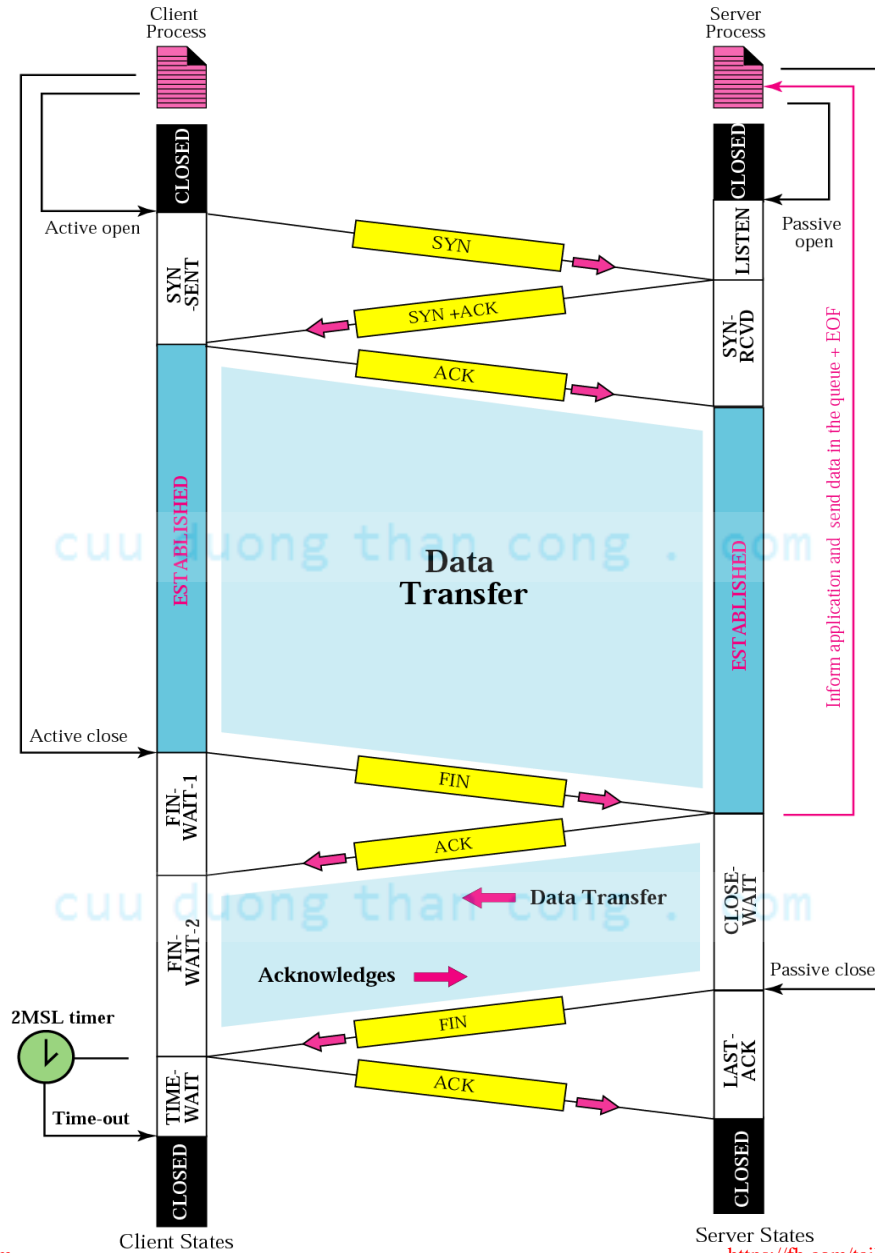 Client
Process
Server
Process
CLOSED
CLOSED
Active open
Passive
open
SYN
-SENT
LISTEN
SYN
SYN +ACK
SYN-
RCVD
ACK
Inform application and send data in the queue + EOF
ESTABLISHED
ESTABLISHED
cuu duong than cong . com
Data
Transfer
Active close
FIN
FIN-
WAIT-1
ACK
CLOSE-
WAIT
cuu duong than cong . com
Data Transfer
FIN-
WAIT-2
Acknowledges
Passive close
2MSL timer
FIN
LAST-
ACK
TIME-
WAIT
ACK
Time-out
CLOSED
CLOSED
Client States
Server States